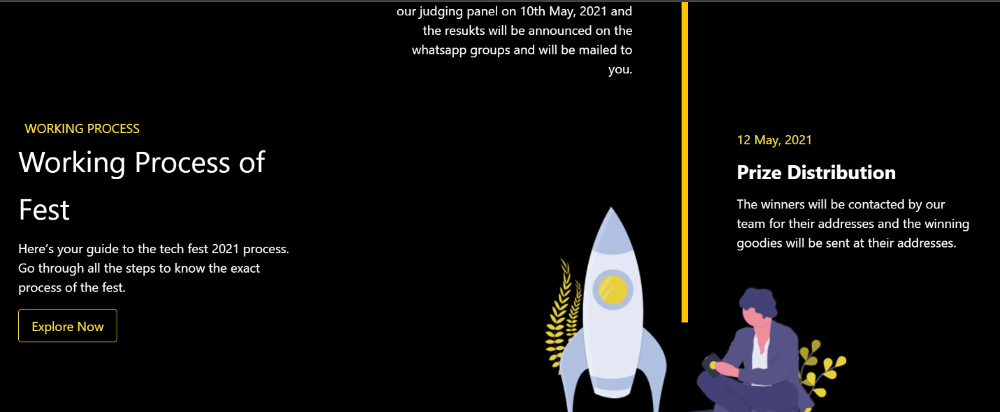 our judging panel on 10th May, 2021 and
the resukts will be announced on the
whatsapp groups and will be mailed to
you.
WORKING PROCESS
Working Process of
Fest
Here's your guide to the tech fest 2021 process.
Go through all the steps to know the exact
process of the fest.
Explore Now
12 May, 2021
Prize Distribution
The winners will be contacted by our
team for their addresses and the winning
goodies will be sent at their addresses.